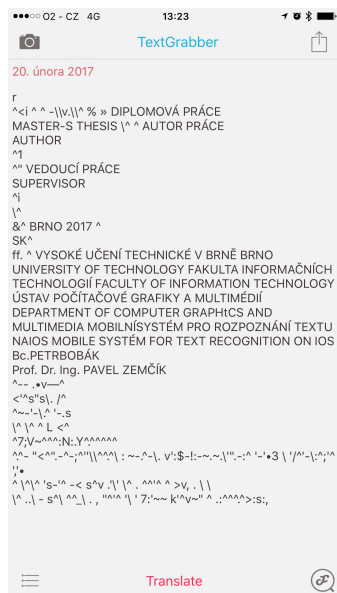 O2 - CZ 4G 13:23
TextGrabber
20. února 2017
r
^<i ^ ^ -\\v.\\^ % » DIPLOMOVÁ PRÁCE
MASTER-S THESIS \^ ^ AUTOR PRÁCE
AUTHOR
^1
^" VEDOUCÍ PRÁCE
SUPERVISOR
^i
\^
&^ BRNO 2017 ^
SK^
ff. ^ VYSOKÉ UČENÍ TECHNICKÉ V BRNĚ BRNO
UNIVERSITY OF TECHNOLOGY FAKULTA INFORMAČNÍCH
TECHNOLOGIÍ FACULTY OF INFORMATION TECHNOLOGY
ÚSTAV POČÍTAČOVÉ GRAFIKY A MULTIMÉDIÍ
DEPARTMENT OF COMPUTER GRAPHtCS AND
MULTIMEDIA MOBILNÍSYSTÉM PRO ROZPOZNÁNÍ TEXTU
NAIOS MOBILE SYSTÉM FOR TEXT RECOGNITION ON IOS
Bc.PETRBOBÁK
Prof. Dr. Ing. PAVEL ZEMČÍK
^-- .•v—^
<'^s"s\. /^
^~-'-\.^ '-.s
\^ \^ ^ L <^
^7;V~^^^:N:.Y^.^^^^^
^.^- "<^".-^-;^"\\^^.^\ : ~-.^-\. v':$-!:-~.~.\'".-:^ '-'•3 \ '/^'-\:^;'^
','•
^ \^\^ 's-'^ -< s^v .'\' \^ . ^^'^ ^ >v, . \ \
\^ ..\ - s^\ ^^_\ . , "^'^ '\ ' 7:'~~ k'^v~" ^ .:^^^.^>:s:,
Translate